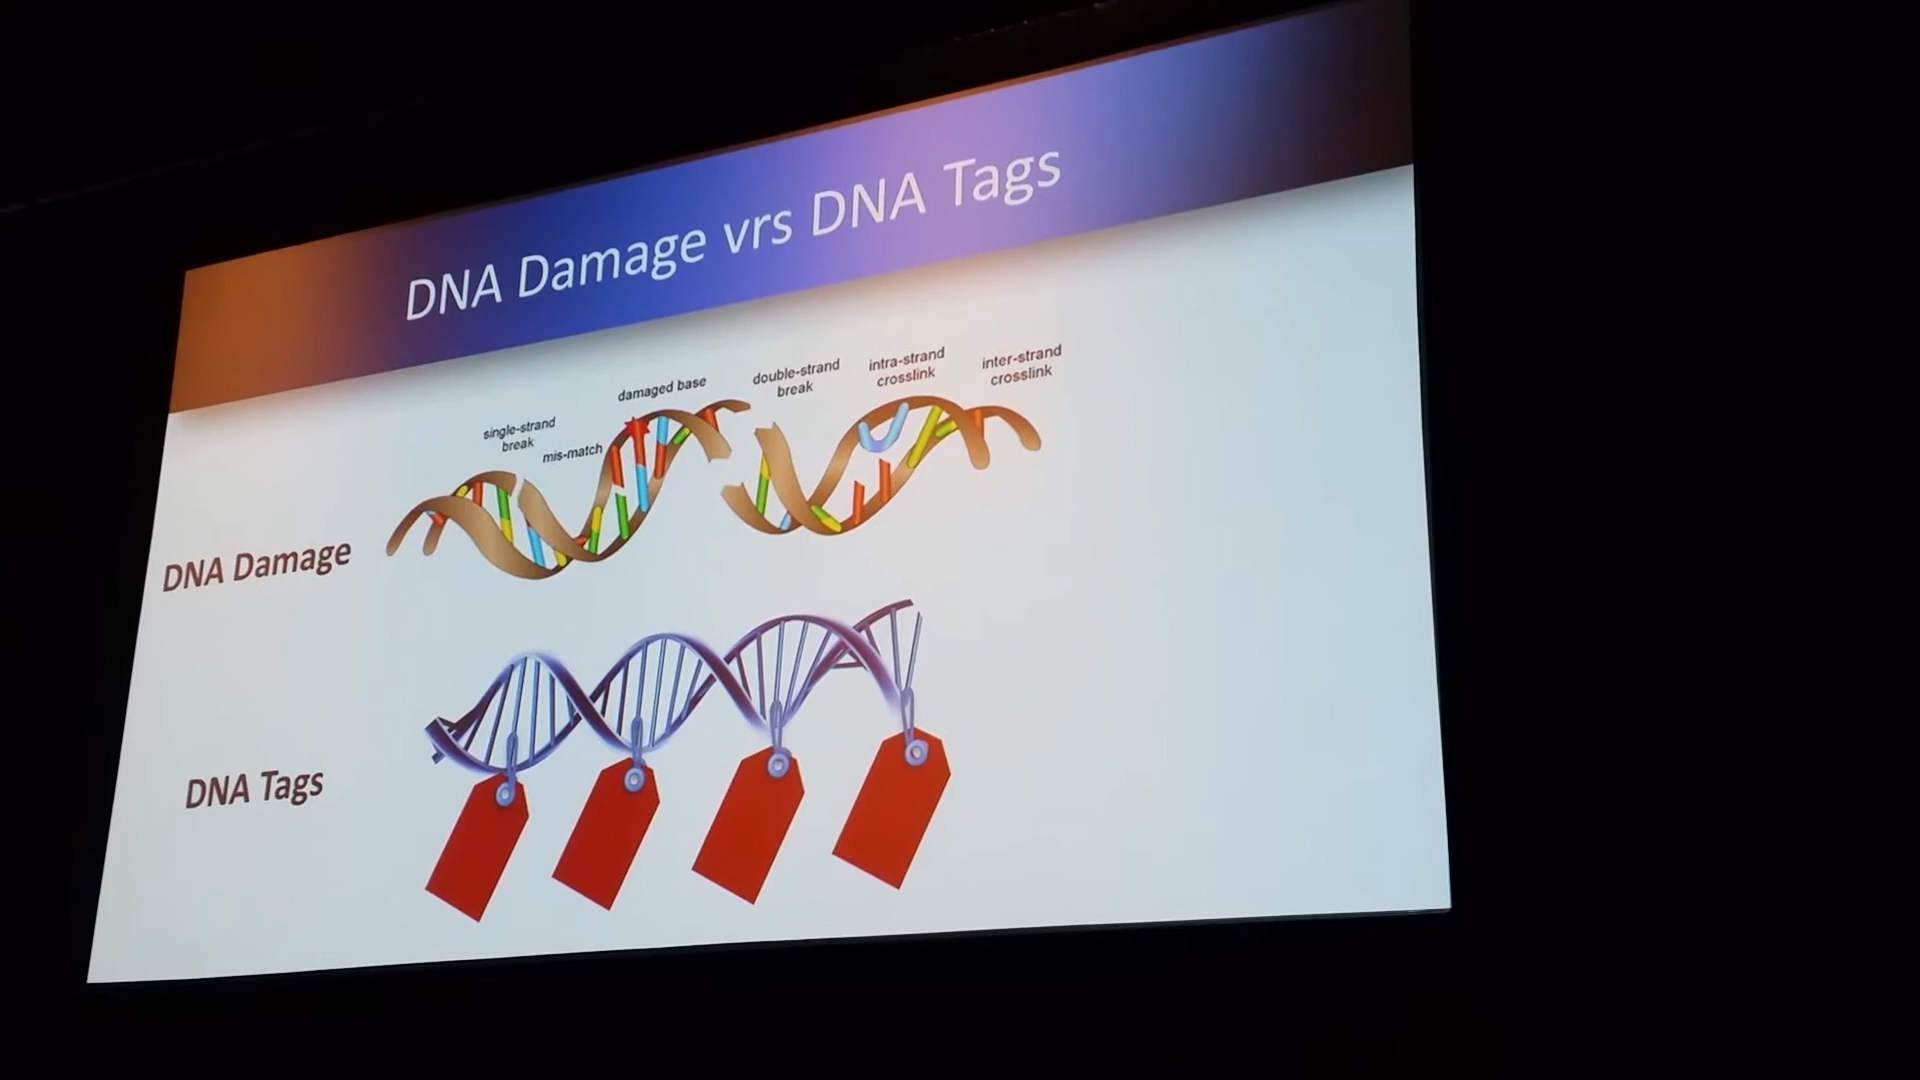 DNA Damage vrs DNA Tags
single-strand
break
mis-match
damaged base
double-strand
break
intra-strand
crosslink
inter-strand
crosslink
DNA Damage
DNA Tags